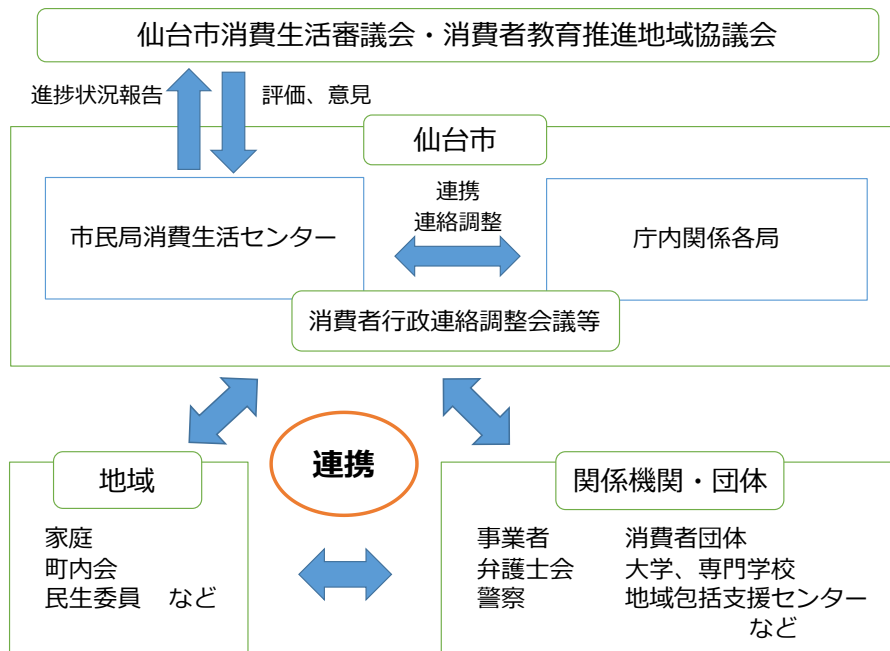 仙台市消費生活審議会・消費者教育推進地域協議会
進捗状況報告
評価、意見
仙台市
市民局消費生活センター
連携
連絡調整
庁内関係各局
消費者行政連絡調整会議等
連携
地域
家庭
町内会
民生委員 など
関係機関・団体
事業者 消費者団体
弁護士会 大学、専門学校
警察 地域包括支援センター
など